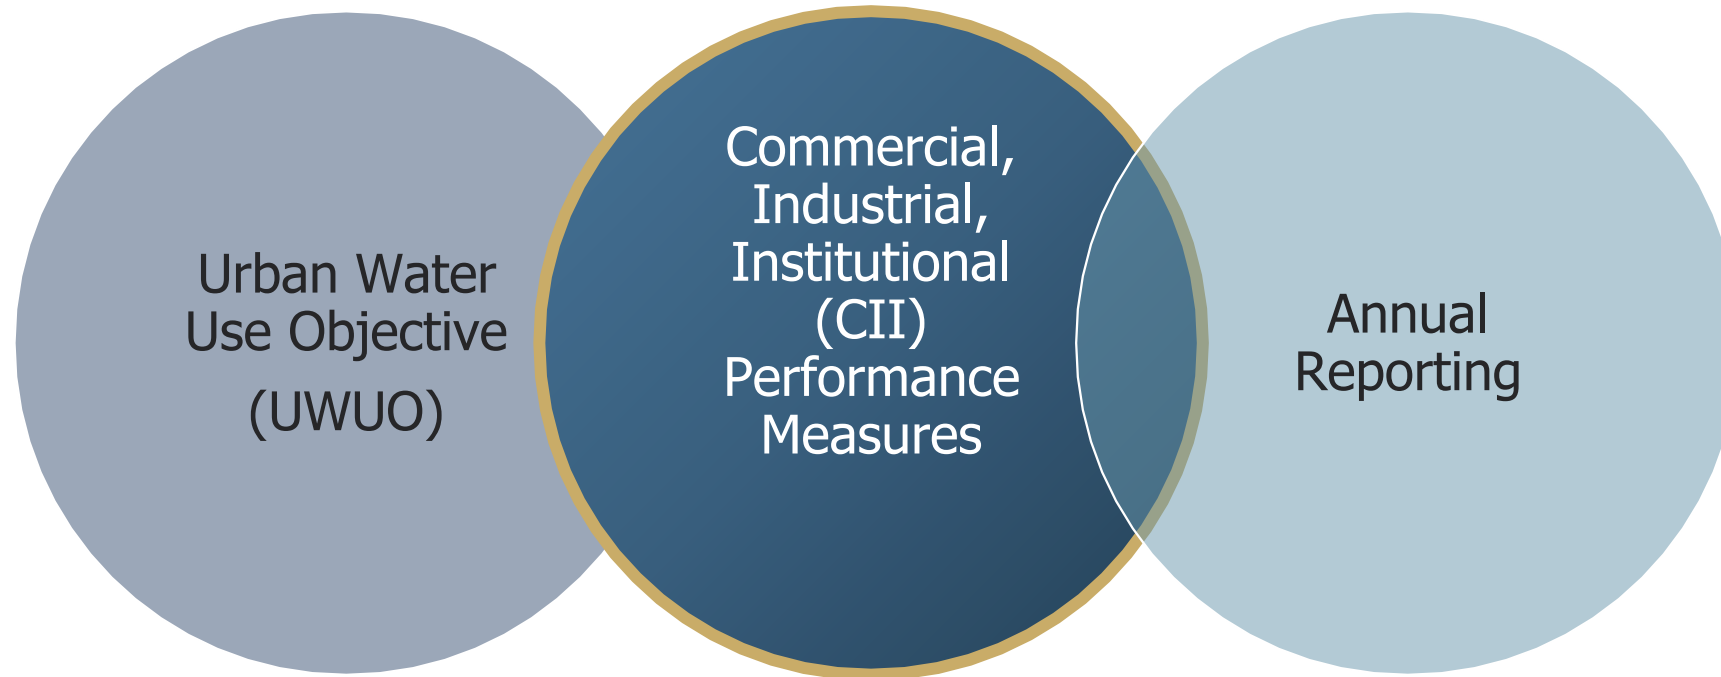 Urban Water
Use Objective
(UWUO)
Commercial,
Industrial,
Institutional
(CII)
Performance
Measures
Annual
Reporting